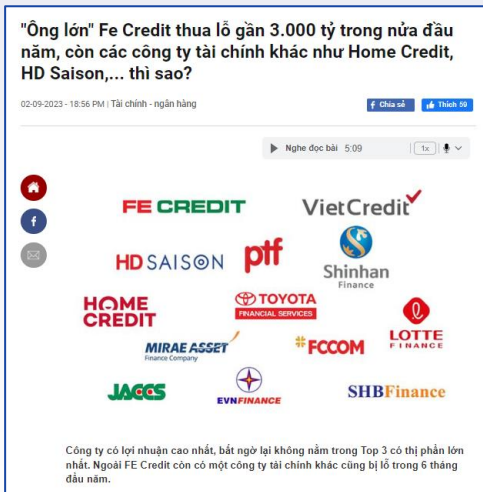 "Ông lớn" Fe Credit thua lỗ gần 3.000 tỷ trong nửa đầu
năm, còn các công ty tài chính khác như Home Credit,
HD Saison,... thì sao?
02-09-2023 - 18:56 PM | Tài chính - ngân hàng
Chia sẻ
Thích 59
Nghe đọc bài 5:09
1x
FE CREDIT
VietCredit
HD SAISON
ptf
Shinhan
Finance
HOME
CREDIT
TOYOTA
FINANCIAL SERVICES
LOTTE
FINANCE
MIRAE ASSET
Finance Company
FCCOM
JACCS
EVNFINANCE
SHBFinance
Công ty có lợi nhuận cao nhất, bất ngờ lại không nằm trong Top 3 có thị phần lớn
nhất. Ngoài FE Credit còn có một công ty tài chính khác cũng bị lỗ trong 6 tháng
đầu năm.